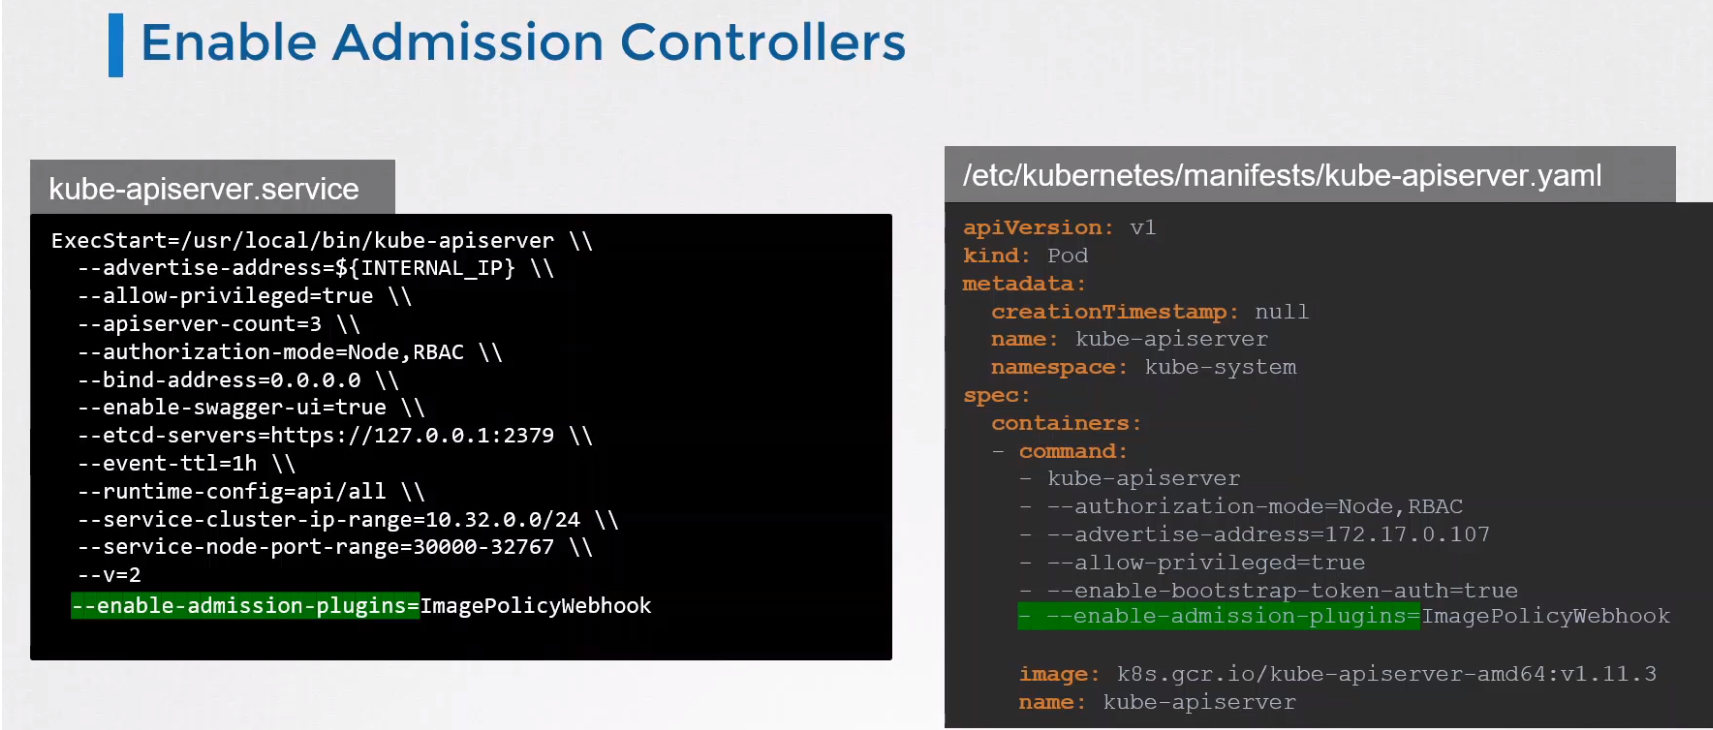 Enable Admission Controllers
kube-apiserver.service
ExecStart=/usr/local/bin/kube-apiserver \\
--advertise-address=${INTERNAL_IP} \\
--allow-privileged=true \\
--apiserver-count=3 \\
--authorization-mode=Node,RBAC \\
--bind-address=0.0.0.0 \\
--enable-swagger-ui=true \\
--etcd-servers=https://127.0.0.1:2379 \\
--event-ttl=1h \\
--runtime-config=api/all \\
--service-cluster-ip-range=10.32.0.0/24 \\
--service-node-port-range=30000-32767 \\
--v=2
--enable-admission-plugins=ImagePolicyWebhook
/etc/kubernetes/manifests/kube-apiserver.yaml
apiVersion: v1
kind: Pod
metadata:
creationTimestamp: null
name: kube-apiserver
namespace: kube-system
spec:
containers:
- command:
- kube-apiserver
- --authorization-mode=Node,RBAC
- --advertise-address=172.17.0.107
- --allow-privileged=true
- --enable-bootstrap-token-auth=true
- --enable-admission-plugins=ImagePolicyWebhook
image: k8s.gcr.io/kube-apiserver-amd64:v1.11.3
name: kube-apiserver